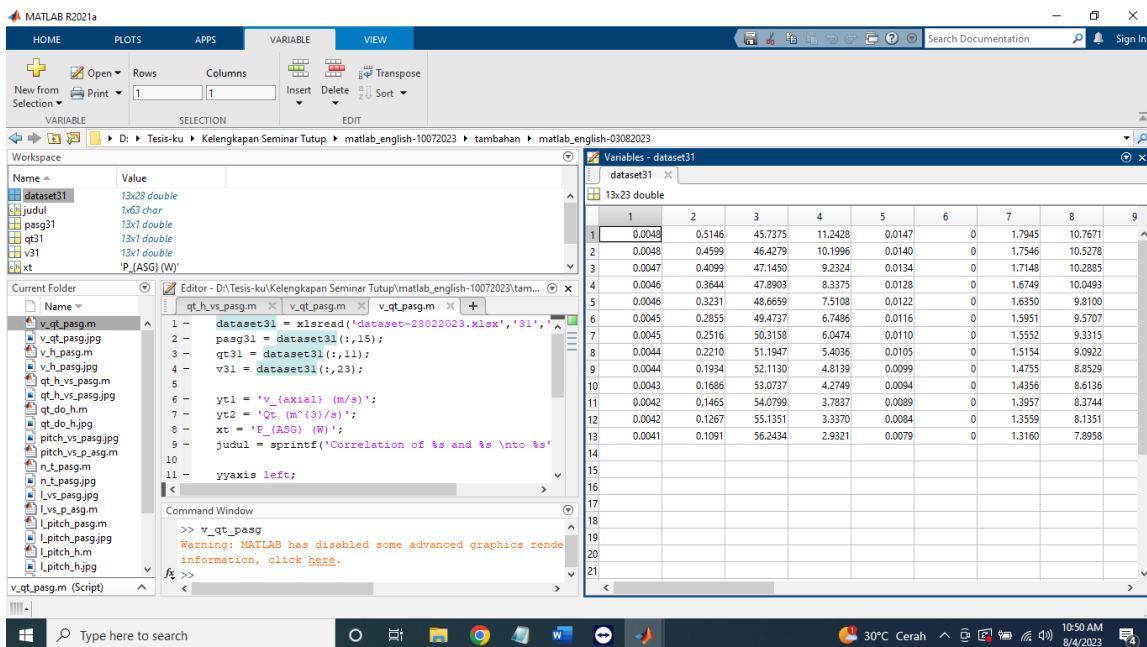 MATLAB R2021a
HOME PLOTS APPS VARIABLE VIEW Search Documentation Sign In
New from Selection Open Print Rows Columns 1 1 Insert Delete Transpose Sort
VARIABLE SELECTION EDIT
D: Tesis-ku Kelengkapan Seminar Tutup matlab_english-10072023 tambahan matlab_english-03082023
Workspace
Name Value
dataset31 13x23 double
judul 1x63 char
pasg31 13x1 double
qt31 13x1 double
v31 13x1 double
xt 'P_{ASG} (W)'
Current Folder
Name
v_qt_pasg.m
v_qt_pasg.jpg
v_h_pasg.m
v_h_pasg.jpg
qt_h_vs_pasg.m
qt_h_vs_pasg.jpg
qt_do_h.m
qt_do_h.jpg
pitch_vs_pasg.jpg
pitch_vs_p_asg.m
n_t_pasg.m
n_t_pasg.jpg
l_vs_pasg.jpg
l_vs_p_asg.m
l_pitch_pasg.m
l_pitch_pasg.jpg
l_pitch_h.m
l_pitch_h.jpg
v_qt_pasg.m (Script)
Editor - D:\Tesis-ku\Kelengkapan Seminar Tutup\matlab_english-10072023\tam...
qt_h_vs_pasg.m v_qt_pasg.m v_qt_pasg.m +
1 - dataset31 = xlsread('dataset-28022023.xlsx','31','
2 - pasg31 = dataset31(:,15);
3 - qt31 = dataset31(:,11);
4 - v31 = dataset31(:,23);
5
6 - yt1 = 'v_{axial} (m/s)';
7 - yt2 = 'Qt (m^{3}/s)';
8 - xt = 'P_{ASG} (W)';
9 - judul = sprintf('Correlation of %s and %s \nto %s'
10
11 - yyaxis left;
Command Window
>> v_qt_pasg
Warning: MATLAB has disabled some advanced graphics rende
information, click here.
fx >>
Variables - dataset31
dataset31
13x23 double
1 2 3 4 5 6 7 8 9
1 0.0048 0.5146 45.7375 11.2428 0.0147 0 1.7945 10.7671
2 0.0048 0.4599 46.4279 10.1996 0.0140 0 1.7546 10.5278
3 0.0047 0.4099 47.1450 9.2324 0.0134 0 1.7148 10.2885
4 0.0046 0.3644 47.8903 8.3375 0.0128 0 1.6749 10.0493
5 0.0046 0.3231 48.6659 7.5108 0.0122 0 1.6350 9.8100
6 0.0045 0.2855 49.4737 6.7486 0.0116 0 1.5951 9.5707
7 0.0045 0.2516 50.3158 6.0474 0.0110 0 1.5552 9.3315
8 0.0044 0.2210 51.1947 5.4036 0.0105 0 1.5154 9.0922
9 0.0044 0.1934 52.1130 4.8139 0.0099 0 1.4755 8.8529
10 0.0043 0.1686 53.0737 4.2749 0.0094 0 1.4356 8.6136
11 0.0042 0.1465 54.0799 3.7837 0.0089 0 1.3957 8.3744
12 0.0042 0.1267 55.1351 3.3370 0.0084 0 1.3559 8.1351
13 0.0041 0.1091 56.2434 2.9321 0.0079 0 1.3160 7.8958
14
15
16
17
18
19
20
21
Type here to search
30°C Cerah
10:50 AM
8/4/2023
4